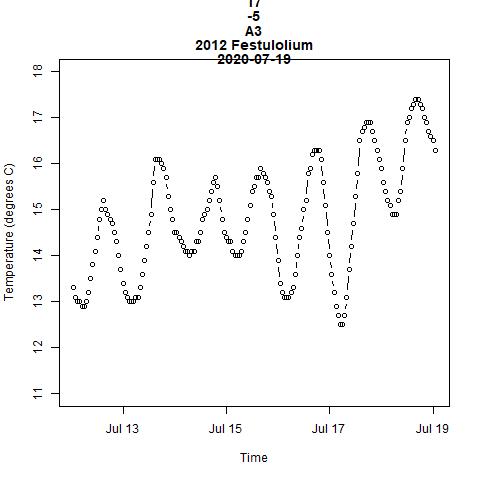 17
-5
A3
2012 Festulolium
2020-07-19
Temperature (degrees C)
18
17
16
15
14
13
12
11
Jul 13
Jul 15
Jul 17
Jul 19
Time